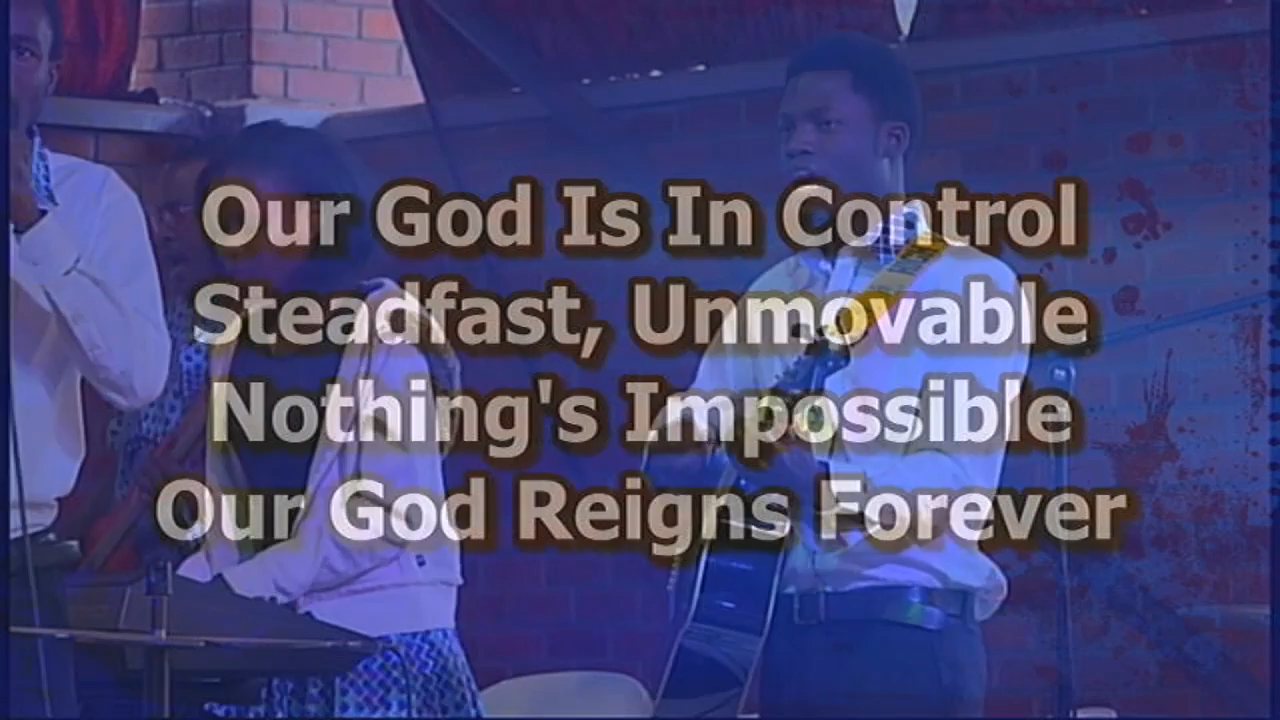 Our God Is In Control
Steadfast, Unmovable
Nothing's Impossible
Our God Reigns Forever